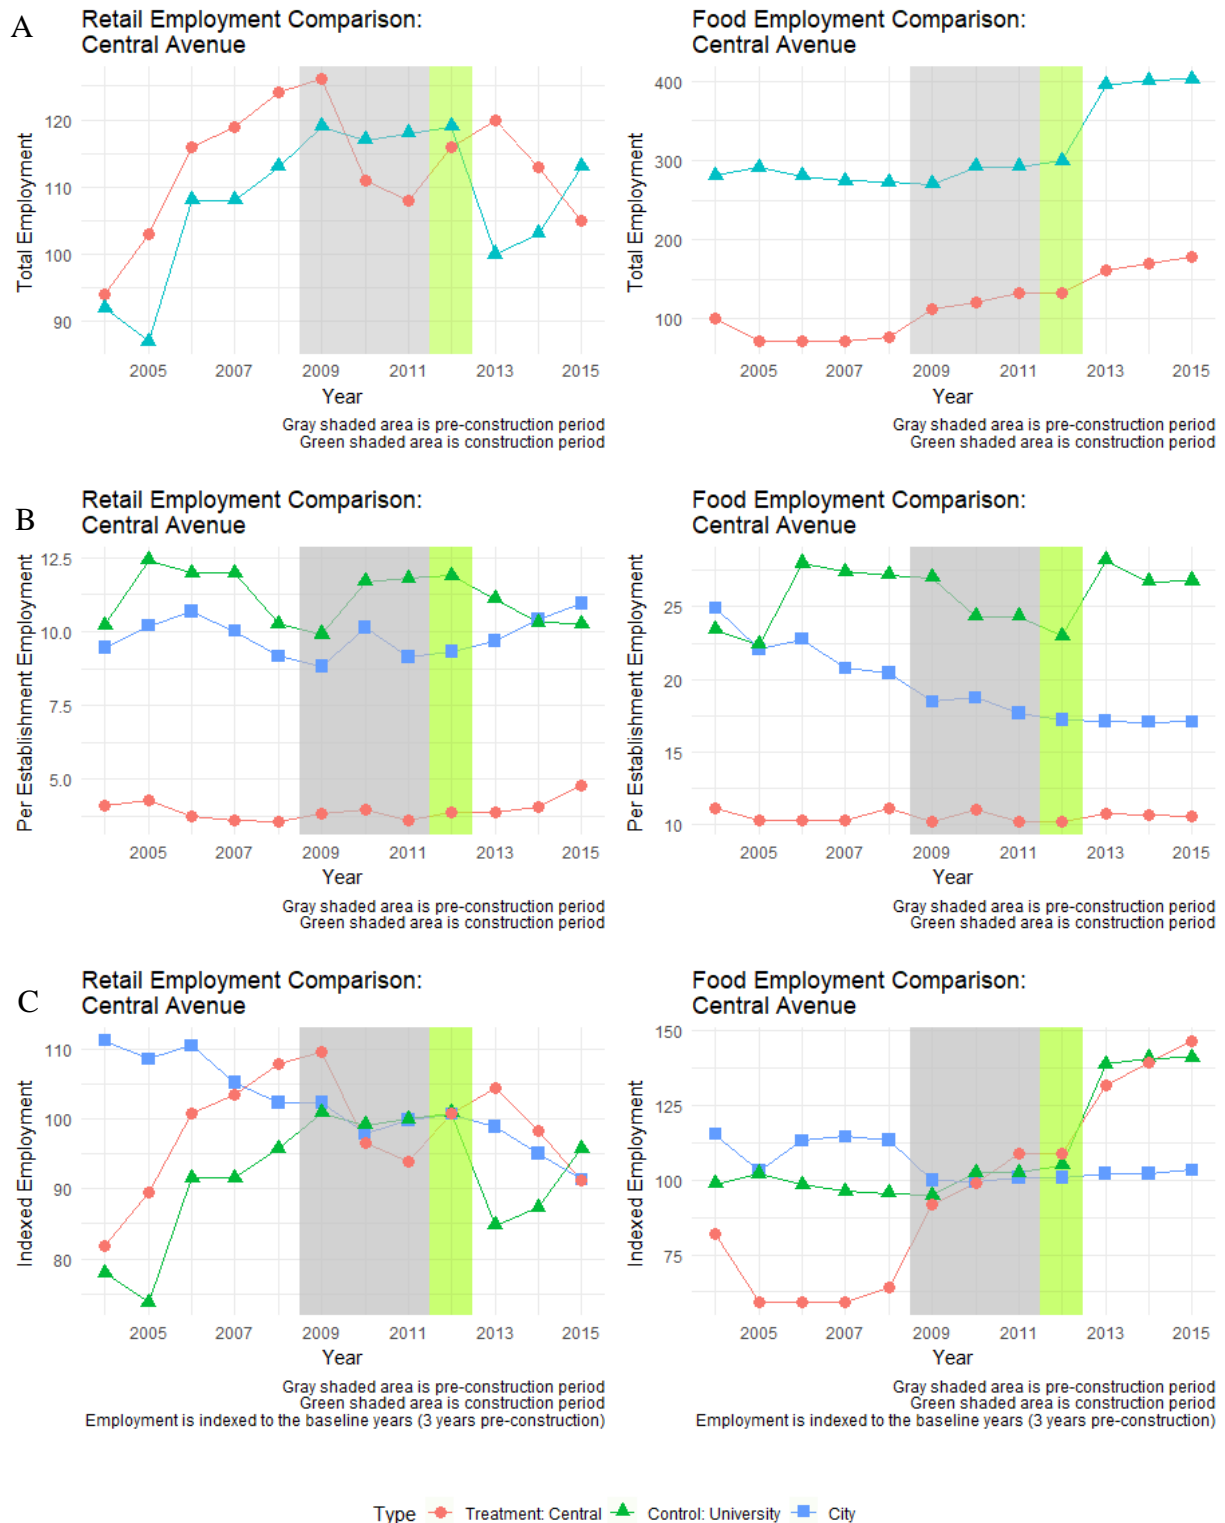 A
Retail Employment Comparison:
Central Avenue
Total Employment
120
110
100
90
2005 2007 2009 2011 2013 2015
Year
Gray shaded area is pre-construction period
Green shaded area is construction period
Food Employment Comparison:
Central Avenue
Total Employment
400
300
200
100
2005 2007 2009 2011 2013 2015
Year
Gray shaded area is pre-construction period
Green shaded area is construction period
B
Retail Employment Comparison:
Central Avenue
Per Establishment Employment
12.5
10.0
7.5
5.0
2005 2007 2009 2011 2013 2015
Year
Gray shaded area is pre-construction period
Green shaded area is construction period
Food Employment Comparison:
Central Avenue
Per Establishment Employment
25
20
15
10
2005 2007 2009 2011 2013 2015
Year
Gray shaded area is pre-construction period
Green shaded area is construction period
C
Retail Employment Comparison:
Central Avenue
Indexed Employment
110
100
90
80
2005 2007 2009 2011 2013 2015
Year
Gray shaded area is pre-construction period
Green shaded area is construction period
Employment is indexed to the baseline years (3 years pre-construction)
Food Employment Comparison:
Central Avenue
Indexed Employment
150
125
100
75
2005 2007 2009 2011 2013 2015
Year
Gray shaded area is pre-construction period
Green shaded area is construction period
Employment is indexed to the baseline years (3 years pre-construction)
Type Treatment: Central Control: University City